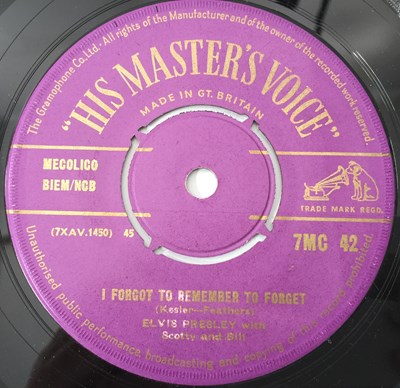 The Gramophone Co. Ltd.- All rights of the Manufacturer and of the owner of the recorded work reserved.
"HIS MASTER'S VOICE"
MADE IN GT. BRITAIN
MECOLICO
BIEM/NCB
TRADE MARK REGD.
(7XAV.1450) 45
7MC 42
I FORGOT TO REMEMBER TO FORGET
(Kesler—Feathers)
ELVIS PRESLEY with
Scotty and Bill
Unauthorised public performance broadcasting and copying of the record prohibited.